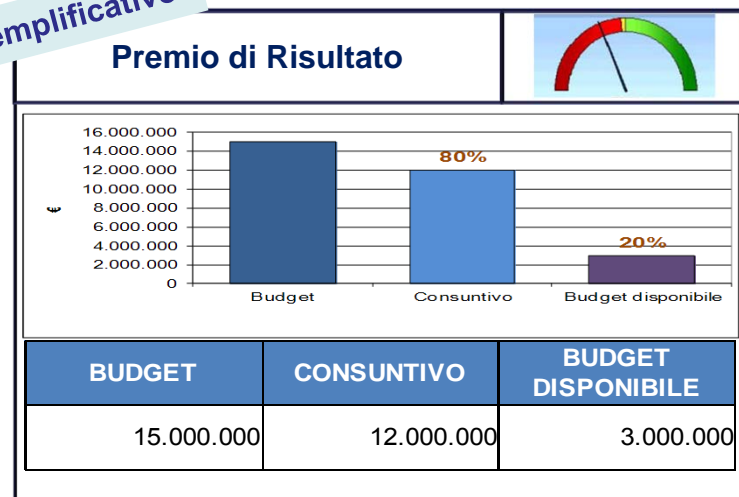 Premio di Risultato
16.000.000
14.000.000
12.000.000
10.000.000
8.000.000
6.000.000
4.000.000
2.000.000
0
€
80%
20%
Budget
Consuntivo
Budget disponibile
BUDGET
CONSUNTIVO
BUDGET
DISPONIBILE
15.000.000
12.000.000
3.000.000